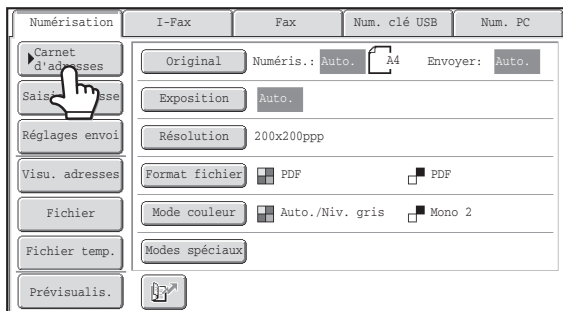 Numérisation
I-Fax
Fax
Num. clé USB
Num. PC
Carnet
d'adresses
Original
Numéris.: Auto.
A4
Envoyer: Auto.
Exposition
Auto.
Réglages envoi
Résolution
200x200ppp
Visu. adresses
Format fichier
PDF
PDF
Fichier
Mode couleur
Auto./Niv. gris
Mono 2
Fichier temp.
Modes spéciaux
Prévisualis.